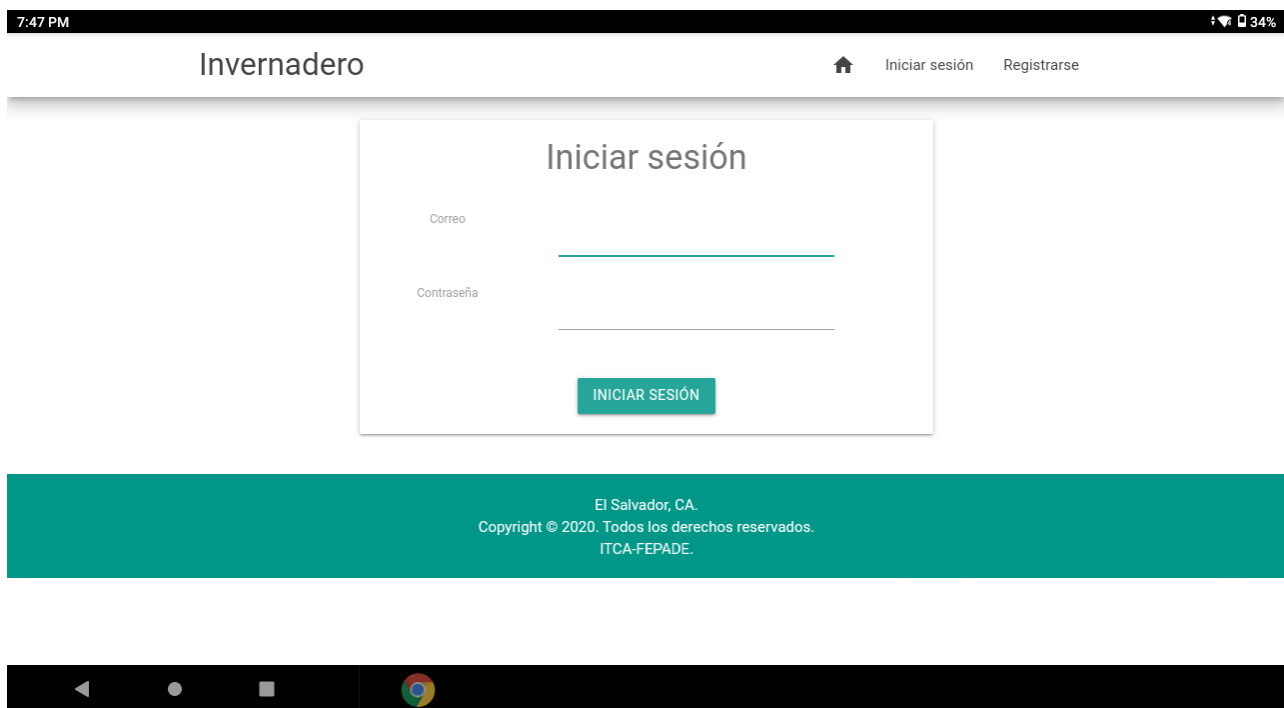 7:47 PM 34%
Invernadero Iniciar sesión Registrarse
Iniciar sesión
Correo
Contraseña
INICIAR SESIÓN
El Salvador, CA.
Copyright © 2020. Todos los derechos reservados.
ITCA-FEPADE.